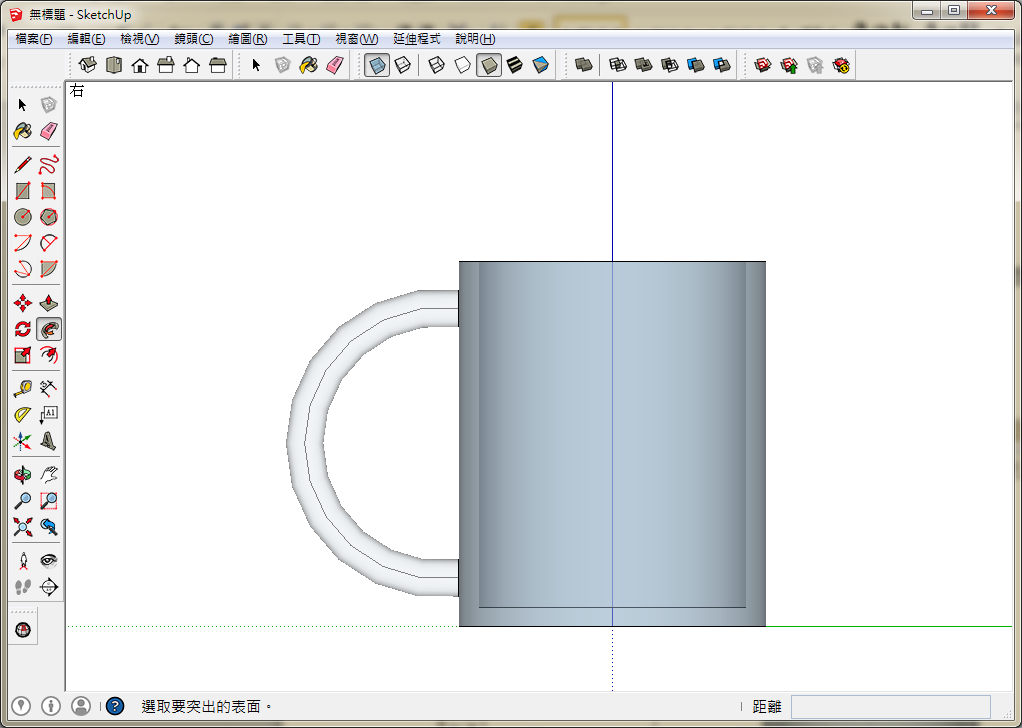 無標題 - SketchUp
檔案(F) 編輯(E) 檢視(V) 鏡頭(C) 繪圖(R) 工具(T) 視窗(W) 延伸程式 說明(H)
右
A1
選取要突出的表面。
距離